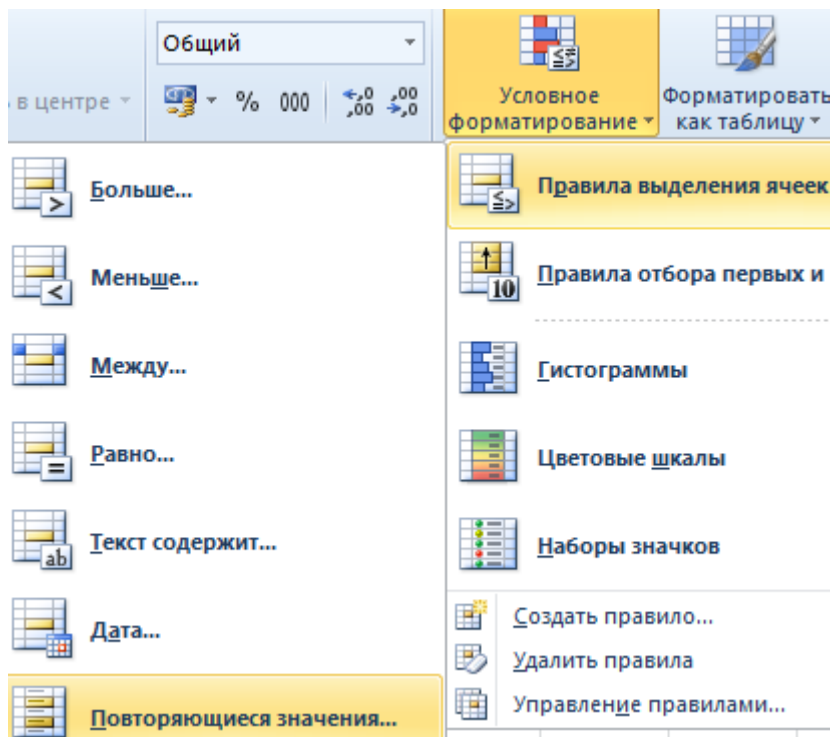 Общий
в центре
% 000 ,0 ,00 ,00 ,0
Условное
форматирование
Форматировать
как таблицу
Больше...
Меньше...
Между...
Равно...
ab
Текст содержит...
Дата...
Повторяющиеся значения...
Правила выделения ячеек
10
Правила отбора первых и
Гистограммы
Цветовые шкалы
Наборы значков
Создать правило...
Удалить правила
Управление правилами...